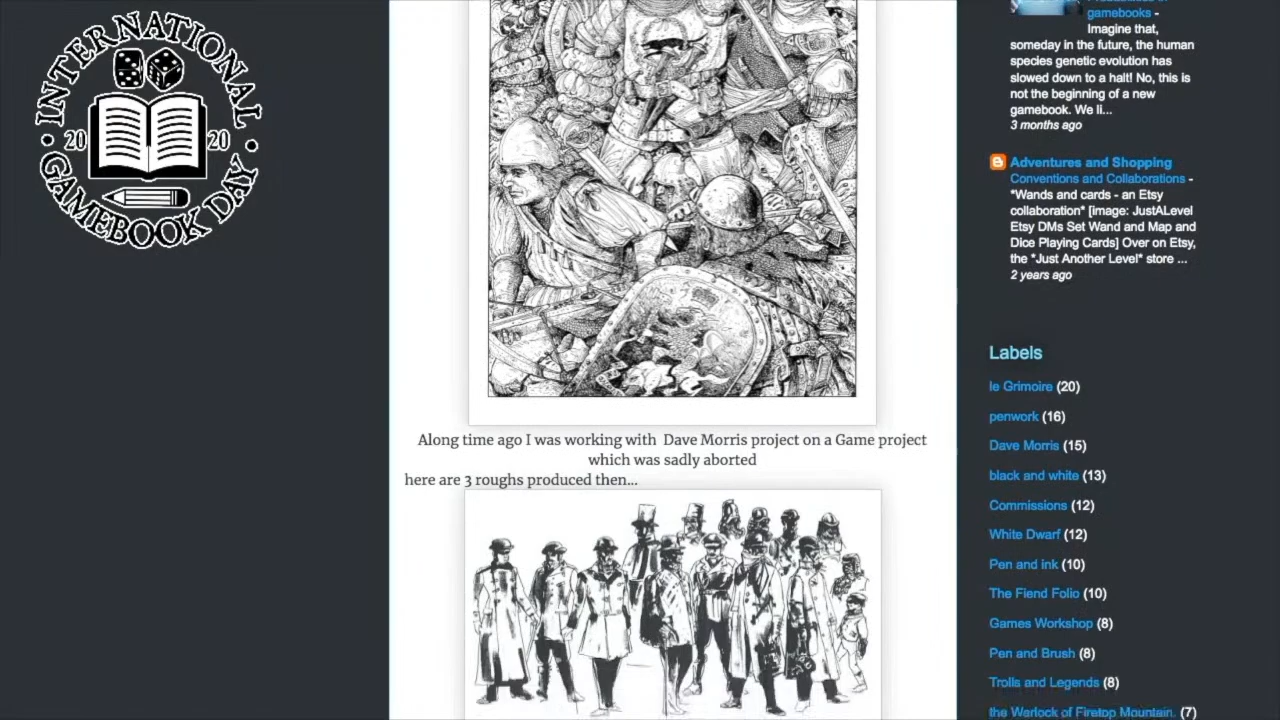 INTERNATIONAL
20 20
GAMEBOOK DAY
gamebooks -
Imagine that,
someday in the future, the human
species genetic evolution has
slowed down to a halt! No, this is
not the beginning of a new
gamebook. We li...
3 months ago
Adventures and Shopping
Conventions and Collaborations -
*Wands and cards - an Etsy
collaboration* [image: JustALevel
Etsy DMs Set Wand and Map and
Dice Playing Cards] Over on Etsy,
the *Just Another Level* store ...
2 years ago
Along time ago I was working with Dave Morris project on a Game project
which was sadly aborted
here are 3 roughs produced then...
Labels
le Grimoire (20)
penwork (16)
Dave Morris (15)
black and white (13)
Commissions (12)
White Dwarf (12)
Pen and ink (10)
The Fiend Folio (10)
Games Workshop (8)
Pen and Brush (8)
Trolls and Legends (8)
the Warlock of Firetop Mountain. (7)